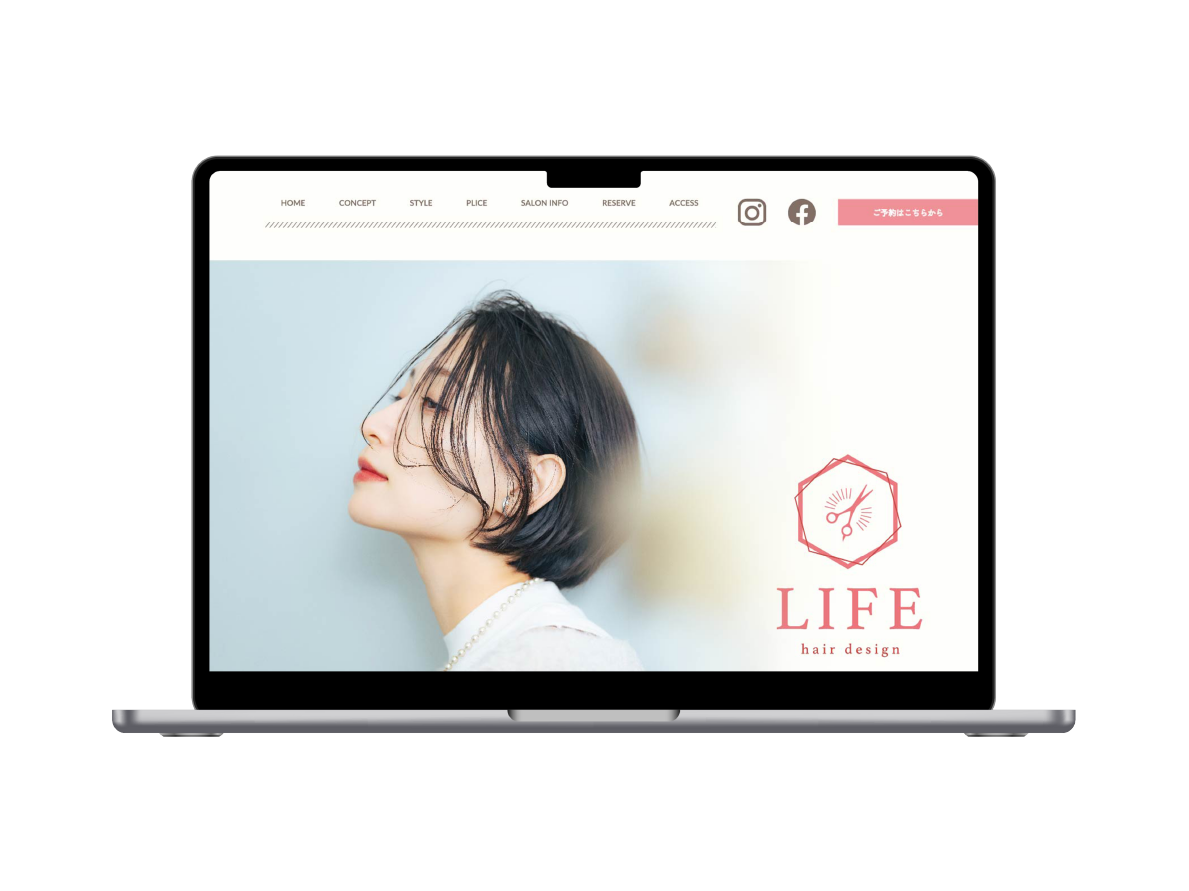 HOME CONCEPT STYLE PLICE SALON INFO RESERVE ACCESS
ご予約はこちらから
LIFE
hair design